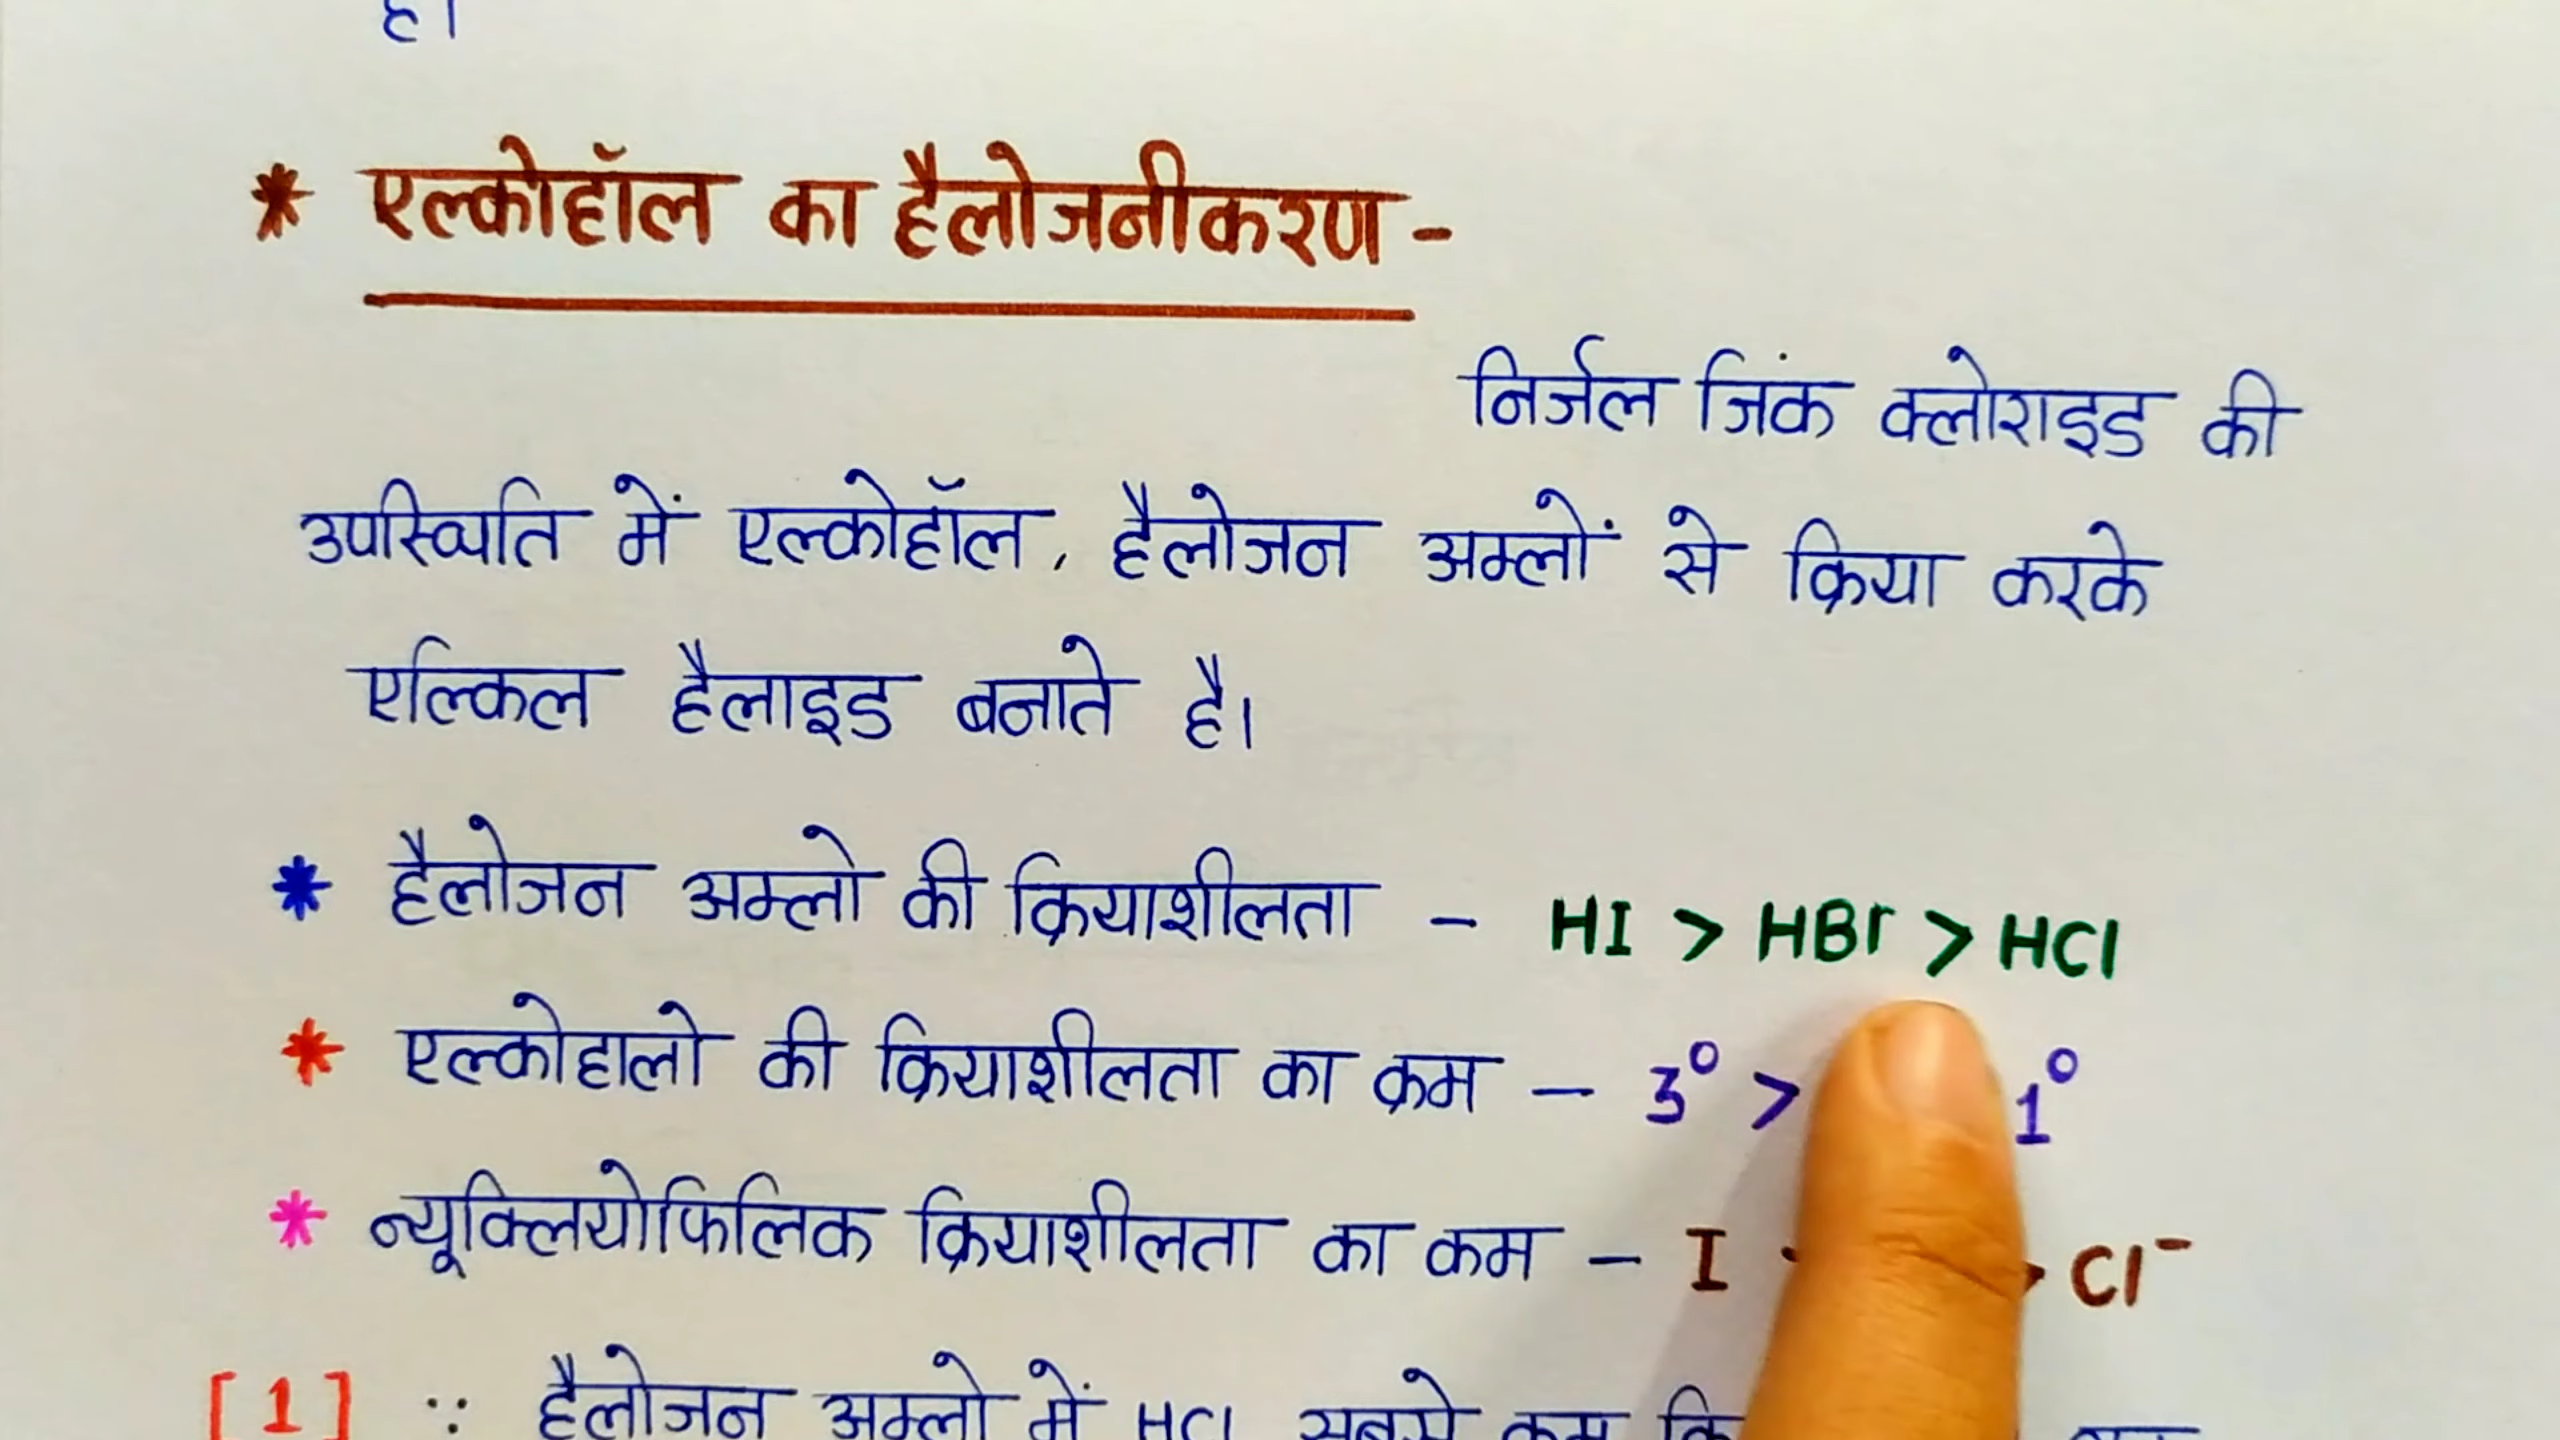 है।
* एल्कोहॉल का हैलोजनीकरण -
निर्जल जिंक क्लोराइड की
उपस्थिति में एल्कोहॉल, हैलोजन अम्लों से क्रिया करके
एल्किल हैलाइड बनाते है।
* हैलोजन अम्लो की क्रियाशीलता - HI > HBr > HCl
* एल्कोहालो की क्रियाशीलता का क्रम - 3° > 1°
* न्यूक्लियोफिलिक क्रियाशीलता का कम - I > Cl⁻
[1] ∵ हैलोजन अम्लो में HCl सबसे कम